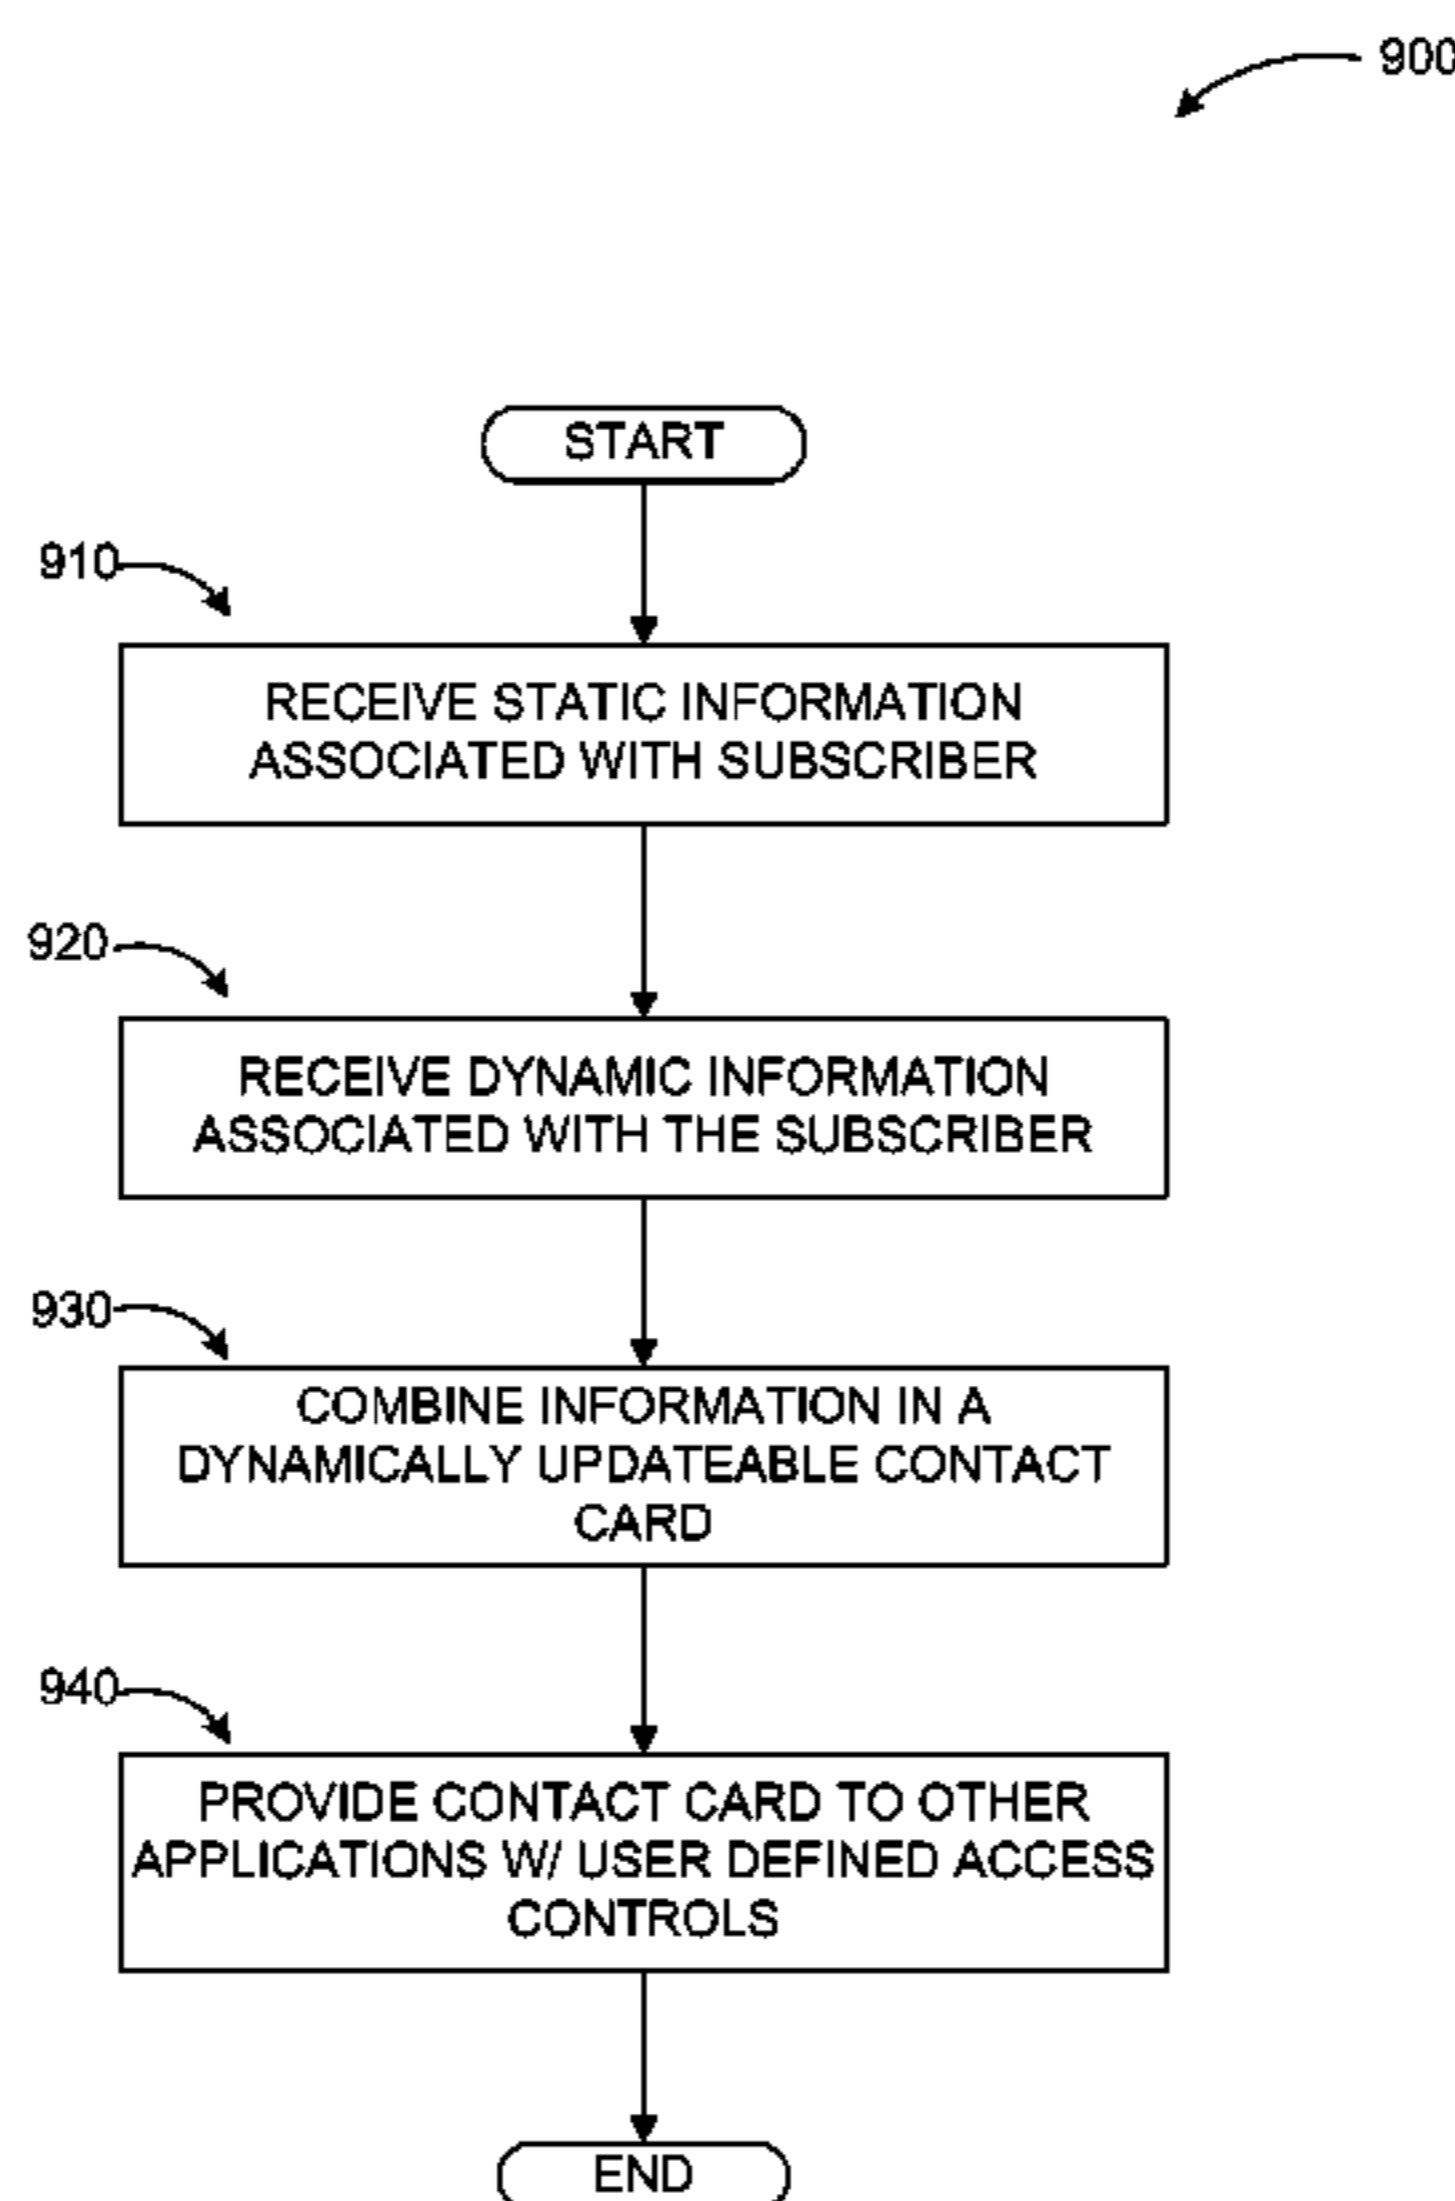 900
START
910
RECEIVE STATIC INFORMATION
ASSOCIATED WITH SUBSCRIBER
920
RECEIVE DYNAMIC INFORMATION
ASSOCIATED WITH THE SUBSCRIBER
930
COMBINE INFORMATION IN A
DYNAMICALLY UPDATEABLE CONTACT
CARD
940
PROVIDE CONTACT CARD TO OTHER
APPLICATIONS W/ USER DEFINED ACCESS
CONTROLS
END